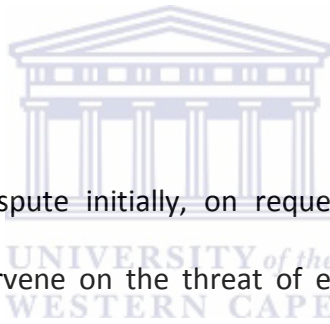 spute initially, on reque
UNIVERSITY of the
rvene on the threat of e
WESTERN CAPE